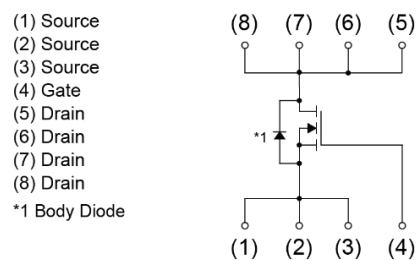 (1) Source
(2) Source
(3) Source
(4) Gate
(5) Drain
(6) Drain
(7) Drain
(8) Drain
*1 Body Diode
(8) (7) (6) (5)
*1
(1) (2) (3) (4)